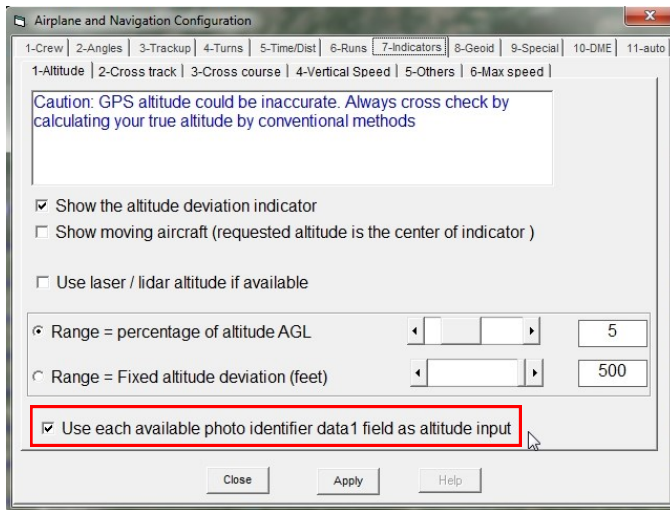 Airplane and Navigation Configuration
1-Crew 2-Angles 3-Trackup 4-Turns 5-Time/Dist 6-Runs 7-Indicators 8-Geoid 9-Special 10-DME 11-auto
1-Altitude 2-Cross track 3-Cross course 4-Vertical Speed 5-Others 6-Max speed
Caution: GPS altitude could be inaccurate. Always cross check by
calculating your true altitude by conventional methods
Show the altitude deviation indicator
Show moving aircraft (requested altitude is the center of indicator )
Use laser / lidar altitude if available
Range = percentage of altitude AGL 5
Range = Fixed altitude deviation (feet) 500
Use each available photo identifier data1 field as altitude input
Close Apply Help